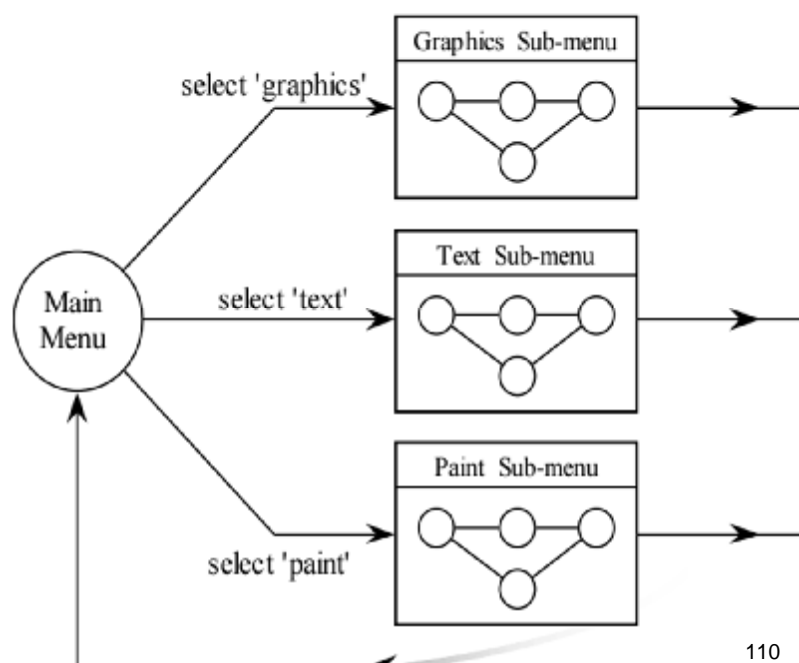 Graphics Sub-menu
select 'graphics'
Text Sub-menu
Main
Menu
select 'text'
Paint Sub-menu
select 'paint'
110